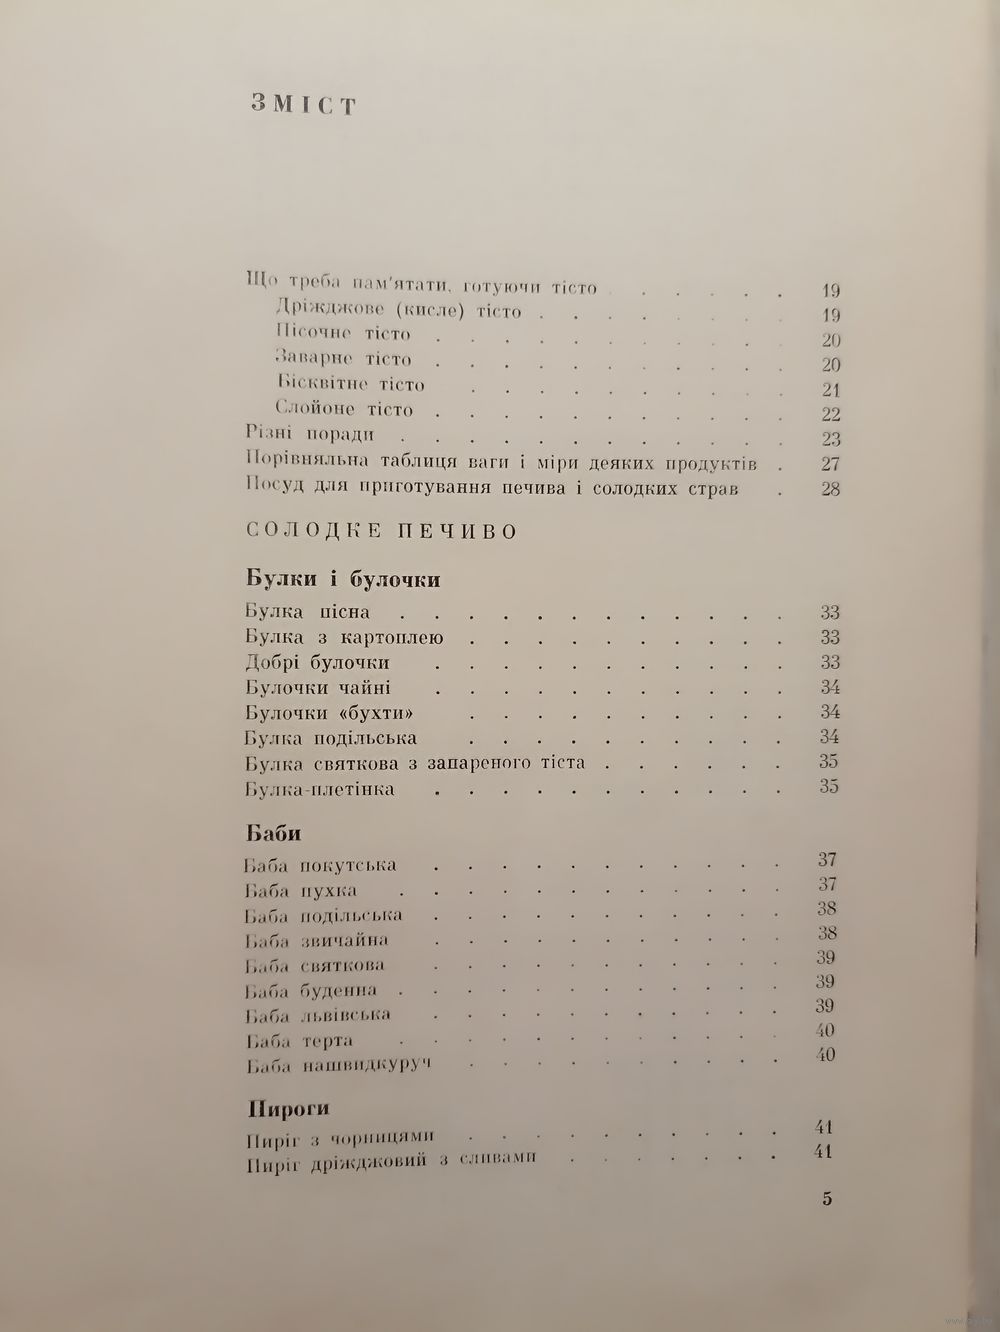 ЗМІСТ
Що треба пам'ятати, готуючи тісто . . . . . 19
Дріжджове (кисле) тісто . . . . . . . . 19
Пісочне тісто . . . . . . . . . . . 20
Заварне тісто . . . . . . . . . . . 20
Бісквітне тісто . . . . . . . . . . 21
Слойоне тісто . . . . . . . . . . . 22
Різні поради . . . . . . . . . . . . 23
Порівняльна таблиця ваги і міри деяких продуктів . 27
Посуд для приготування печива і солодких страв . 28
СОЛОДКЕ ПЕЧИВО
Булки і булочки
Булка пісна . . . . . . . . . . . . 33
Булка з картоплею . . . . . . . . . . 33
Добрі булочки . . . . . . . . . . . 33
Булочки чайні . . . . . . . . . . . 34
Булочки «бухти» . . . . . . . . . . 34
Булка подільська . . . . . . . . . . 34
Булка святкова з запареного тіста . . . . . . 35
Булка-плетінка . . . . . . . . . . . 35
Баби
Баба покутська . . . . . . . . . . . 37
Баба пухка . . . . . . . . . . . . 37
Баба подільська . . . . . . . . . . . 38
Баба звичайна . . . . . . . . . . . 38
Баба святкова . . . . . . . . . . . 39
Баба буденна . . . . . . . . . . . . 39
Баба львівська . . . . . . . . . . . 39
Баба терта . . . . . . . . . . . . 40
Баба нашвидкуруч . . . . . . . . . . 40
Пироги
Пиріг з чорницями . . . . . . . . . . 41
Пиріг дріжджовий з сливами . . . . . . . 41
5